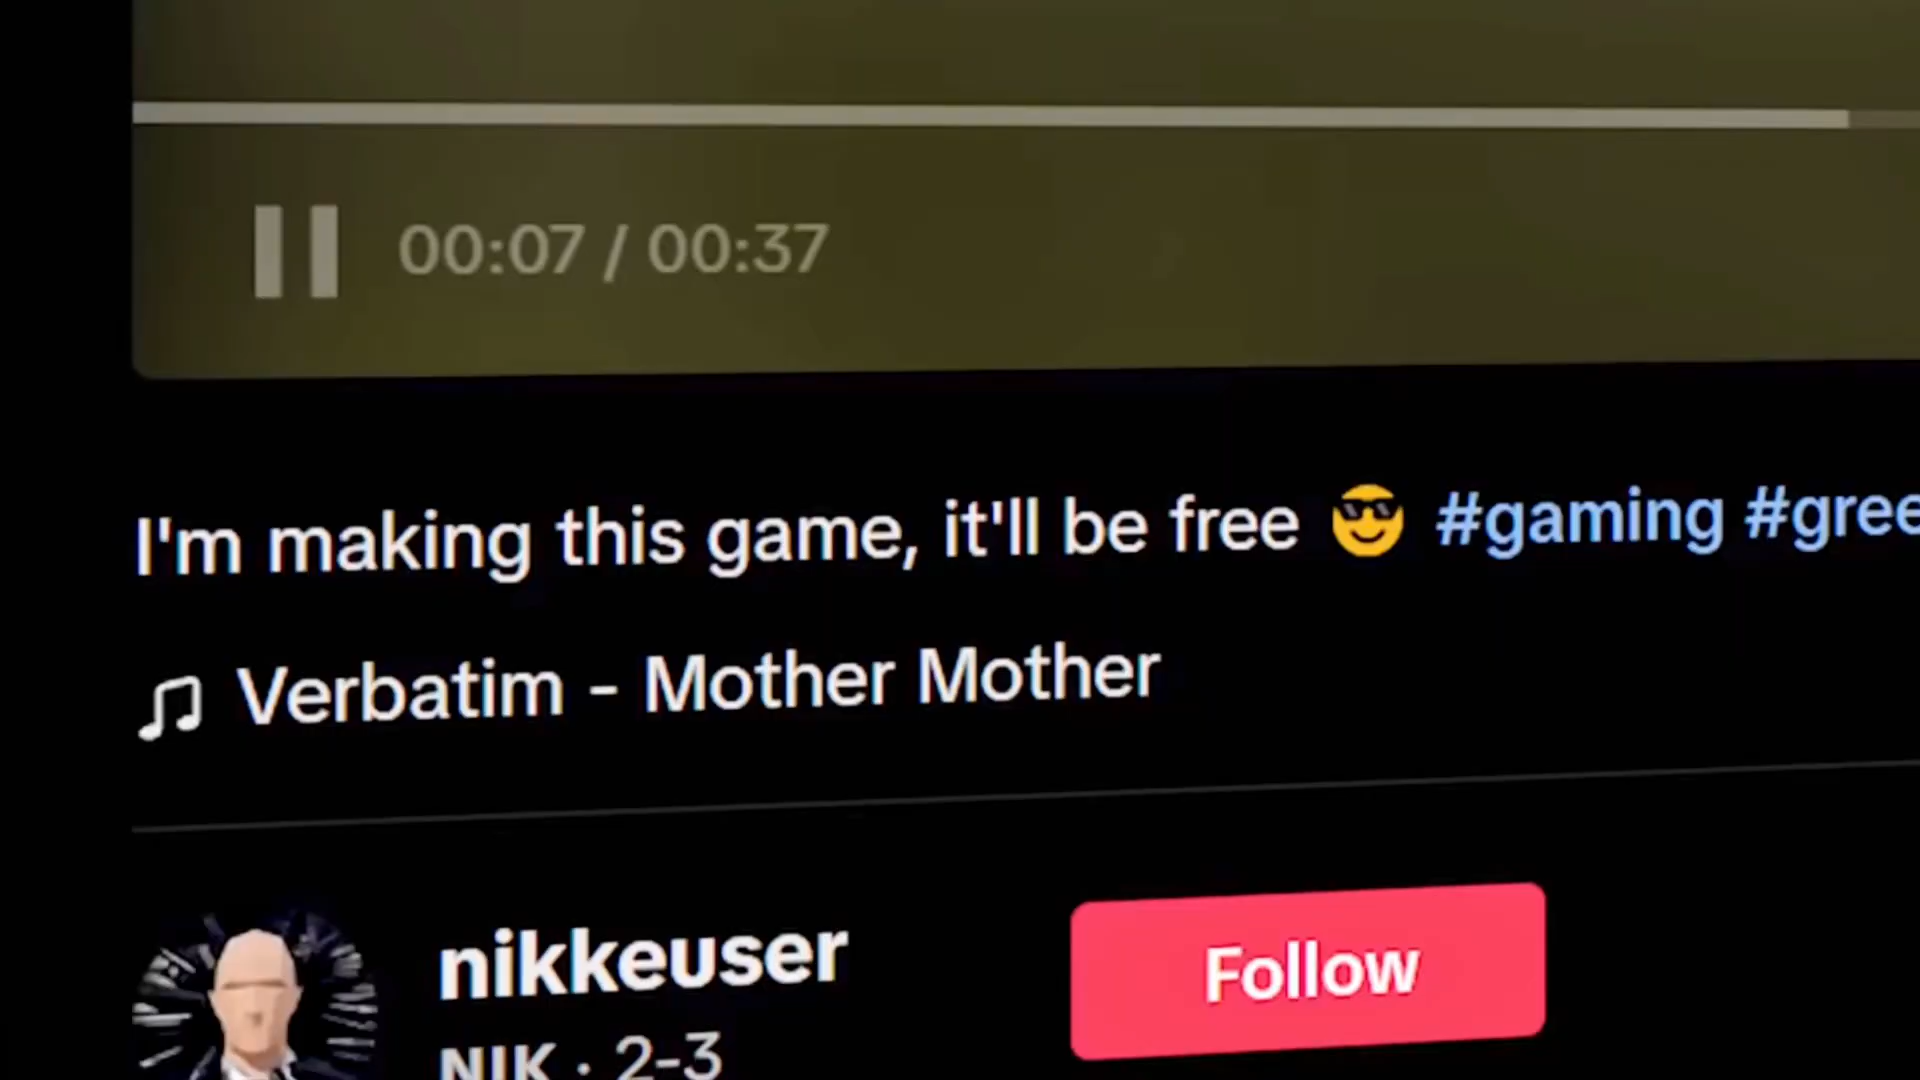 00:07 / 00:37
I'm making this game, it'll be free 😎 #gaming #gree
Verbatim - Mother Mother
nikkeuser
Follow
NIK · 2-3